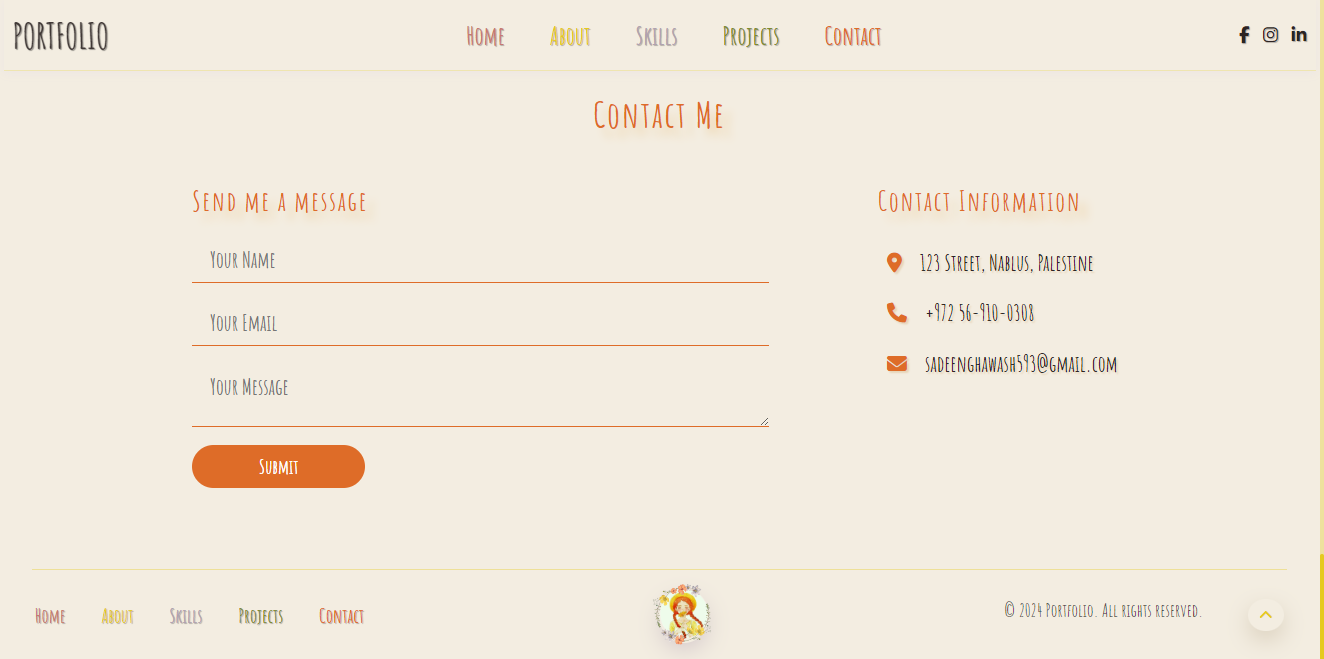 PORTFOLIO
Home About Skills Projects Contact
Contact Me
Send me a message
Your Name
Your Email
Your Message
Submit
Contact Information
123 Street, Nablus, Palestine
+972 56-910-0308
sadeenghawash593@gmail.com
Home About Skills Projects Contact
© 2024 Portfolio. All rights reserved.